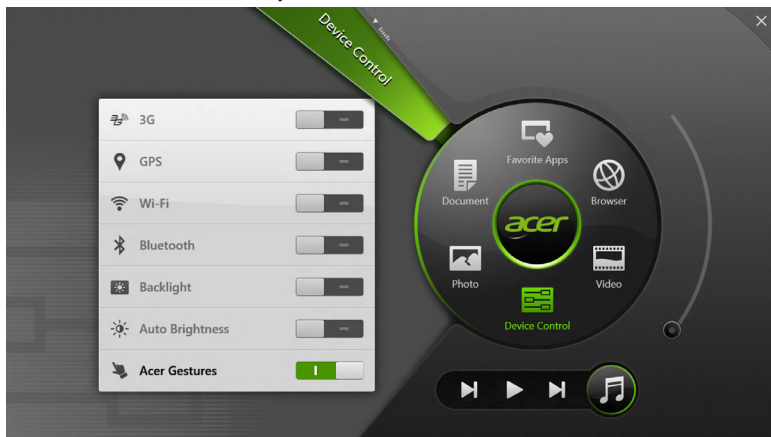 Device Control
3G
GPS
Wi-Fi
Bluetooth
Backlight
Auto Brightness
Acer Gestures
Favorite Apps
Document
Browser
acer
Photo
Video
Device Control